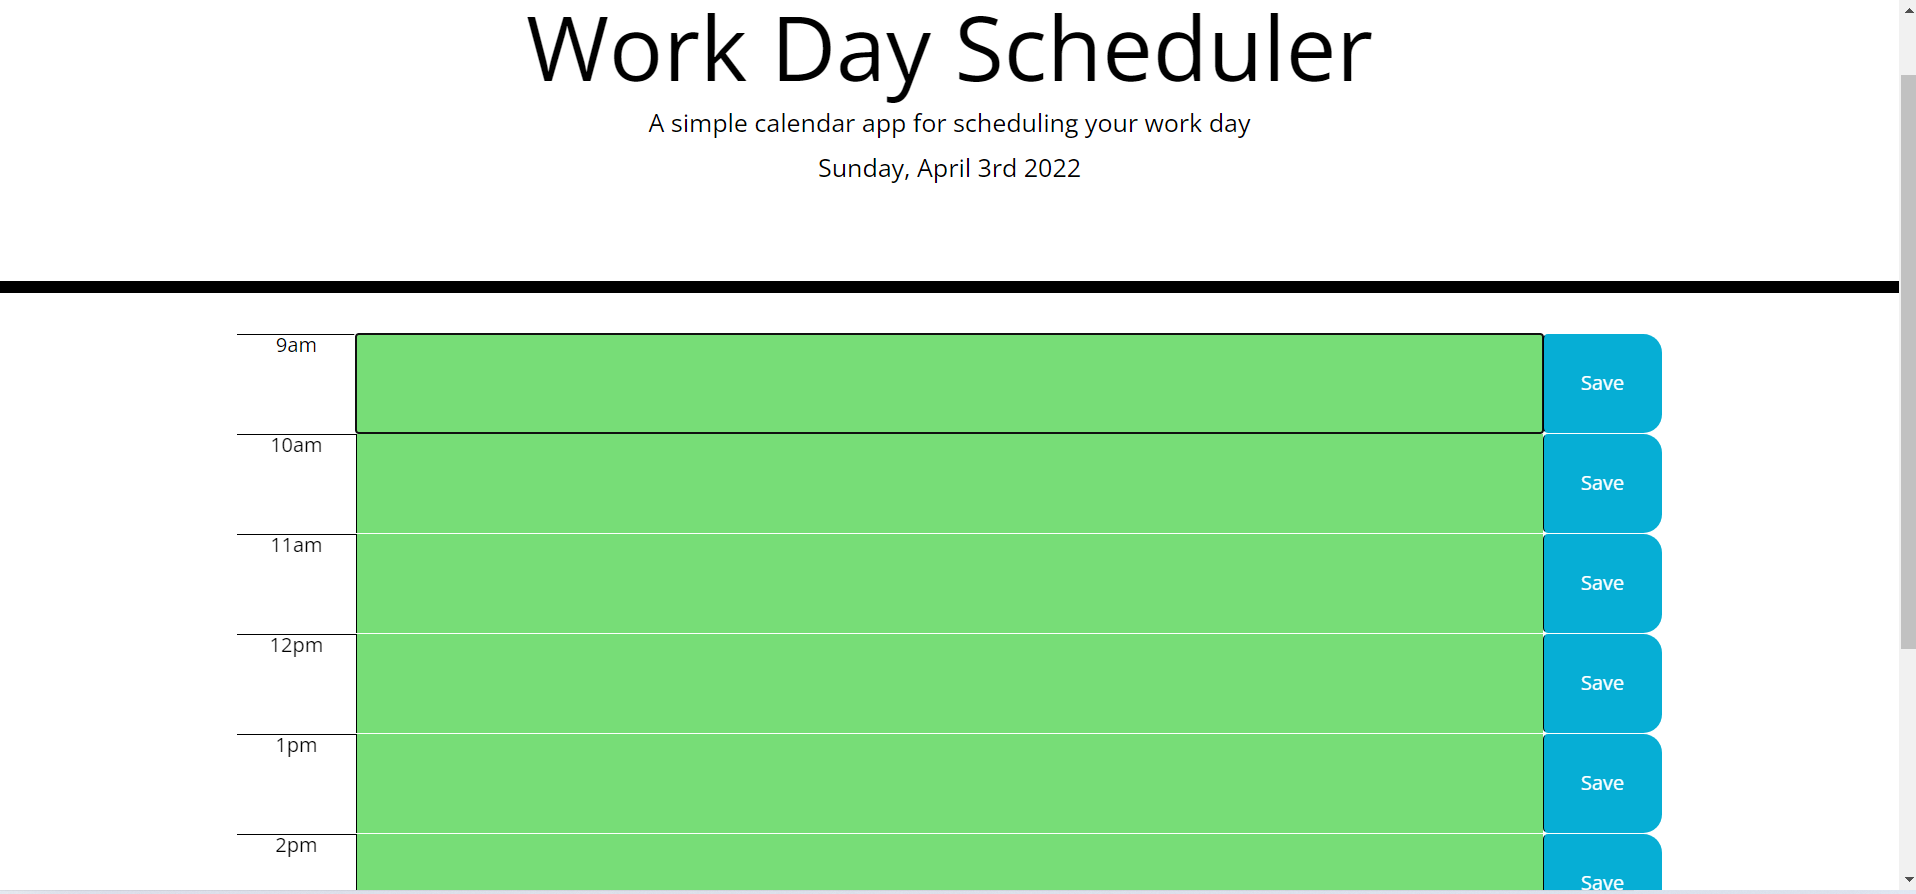 Work Day Scheduler
A simple calendar app for scheduling your work day
Sunday, April 3rd 2022
9am
Save
10am
Save
11am
Save
12pm
Save
1pm
Save
2pm
Save